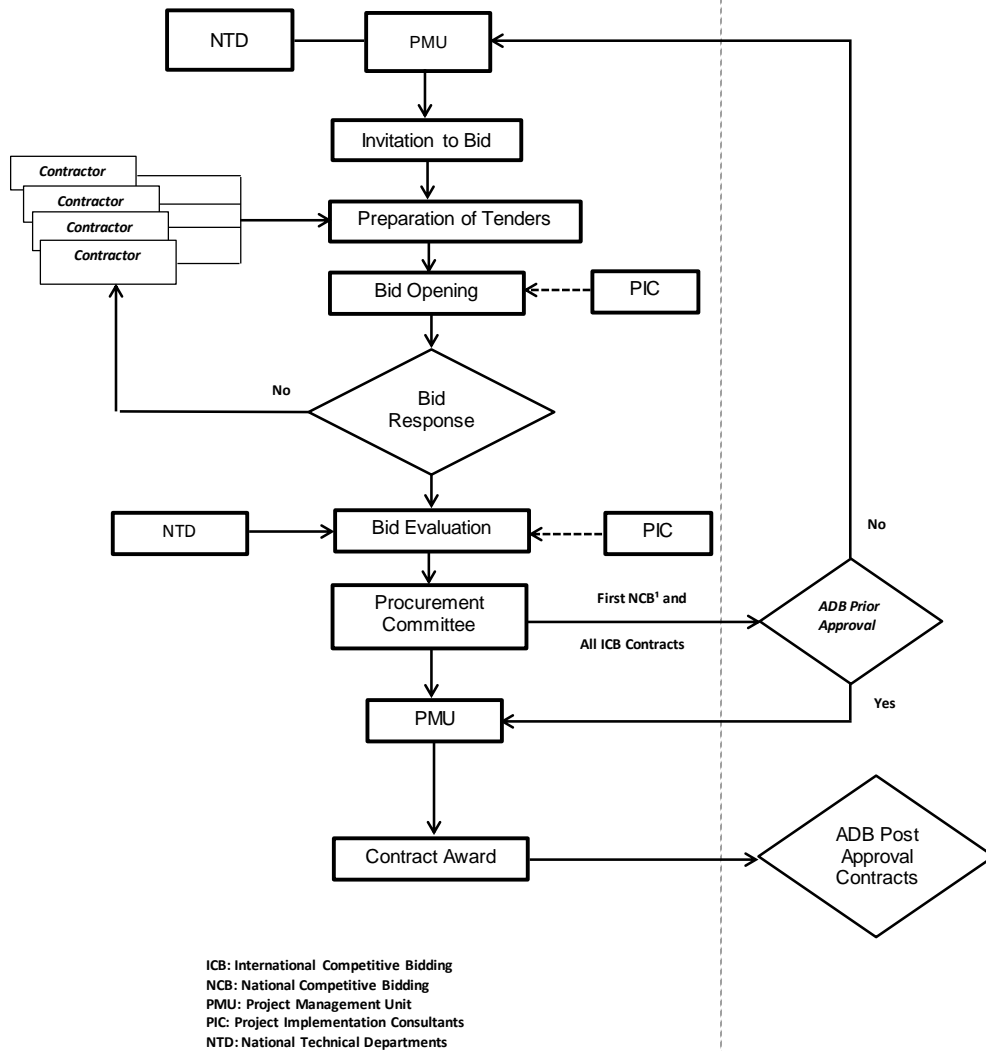 NTD
PMU
Invitation to Bid
Contractor
Contractor
Contractor
Contractor
Preparation of Tenders
Bid Opening
PIC
No
Bid
Response
NTD
Bid Evaluation
PIC
No
Procurement
Committee
First NCB¹ and
All ICB Contracts
ADB Prior
Approval
Yes
PMU
Contract Award
ADB Post
Approval
Contracts
ICB: International Competitive Bidding
NCB: National Competitive Bidding
PMU: Project Management Unit
PIC: Project Implementation Consultants
NTD: National Technical Departments